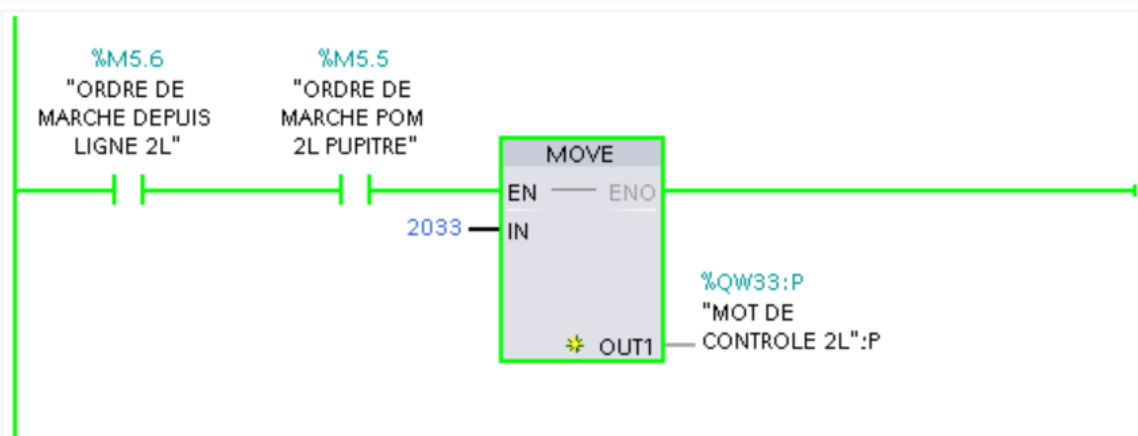 %M5.6
"ORDRE DE
MARCHE DEPUIS
LIGNE 2L"
%M5.5
"ORDRE DE
MARCHE POM
2L PUPITRE"
MOVE
EN
ENO
2033
IN
%QW33:P
"MOT DE
CONTROLE 2L":P
OUT1